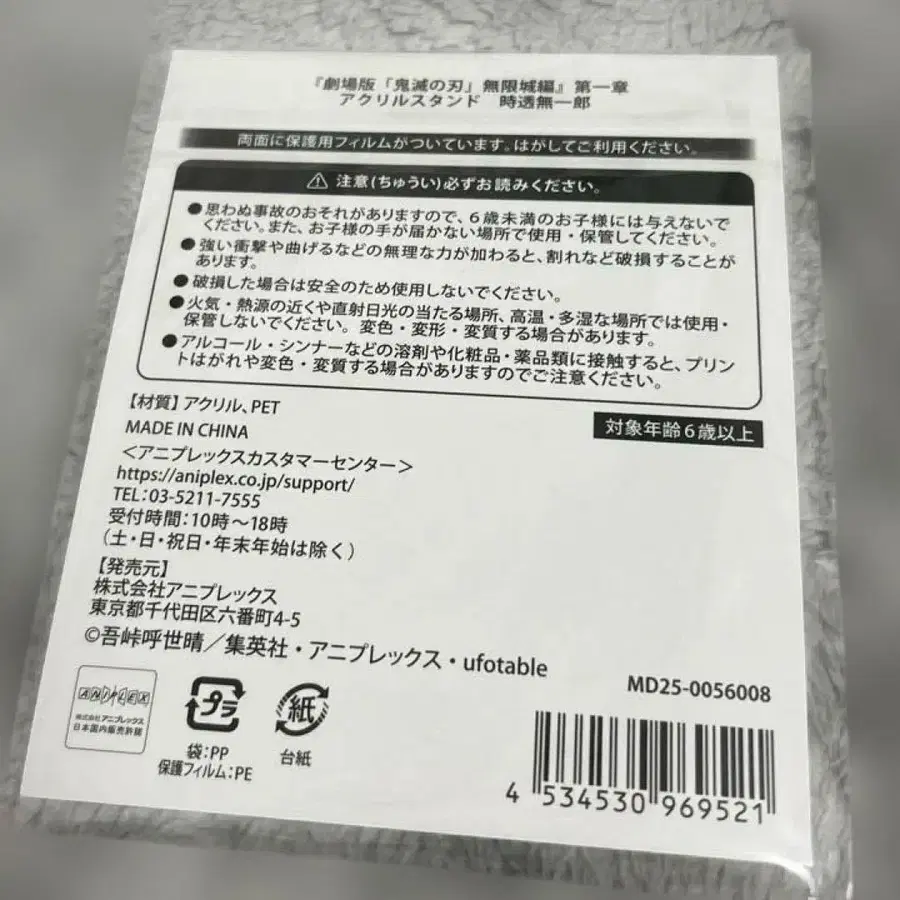 『劇場版「鬼滅の刃」無限城編』第一章
アクリルスタンド 時透無一郎
両面に保護用フィルムがついています。はがしてご利用ください。
⚠ 注意(ちゅうい)必ずお読みください。
●思わぬ事故のおそれがありますので、6歳未満のお子様には与えないで
ください。また、お子様の手が届かない場所で使用・保管してください。
●強い衝撃や曲げるなどの無理な力が加わると、割れなど破損することが
あります。
●破損した場合は安全のため使用しないでください。
●火気・熱源の近くや直射日光の当たる場所、高温・多湿な場所では使用・
保管しないでください。変色・変形・変質する場合があります。
●アルコール・シンナーなどの溶剤や化粧品・薬品類に接触すると、プリン
トはがれや変色・変質する場合がありますのでご注意ください。
【材質】アクリル、PET
対象年齢6歳以上
MADE IN CHINA
<アニプレックスカスタマーセンター>
https://aniplex.co.jp/support/
TEL:03-5211-7555
受付時間:10時~18時
(土・日・祝日・年末年始は除く)
【発売元】
株式会社アニプレックス
東京都千代田区六番町4-5
©吾峠呼世晴/集英社・アニプレックス・ufotable
MD25-0056008
ANIPLEX
株式会社アニプレックス
日本国内販売許諾
プラ
袋:PP
保護フィルム:PE
紙
台紙
4 534530 969521